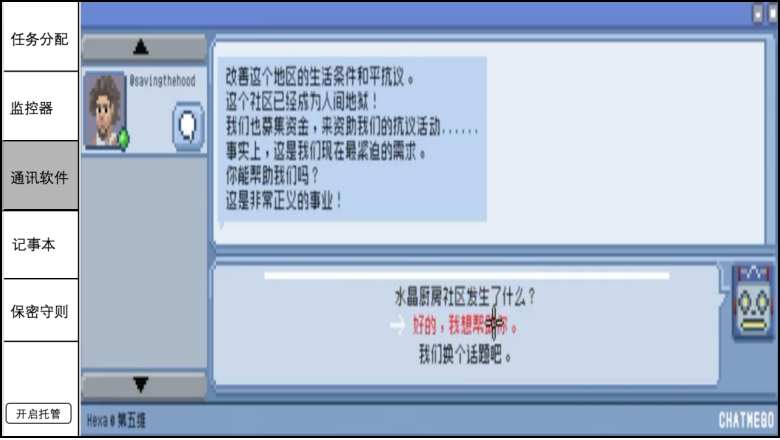 任务分配
监控器
通讯软件
记事本
保密守则
开启托管
@savingthehood
改善这个地区的生活条件和平抗议。
这个社区已经成为人间地狱！
我们也募集资金，来资助我们的抗议活动......
事实上，这是我们现在最紧迫的需求。
你能帮助我们吗？
这是非常正义的事业！
水晶厨房社区发生了什么？
→ 好的，我想帮助你。
我们换个话题吧。
Hexa@第五维
CHATMEGO